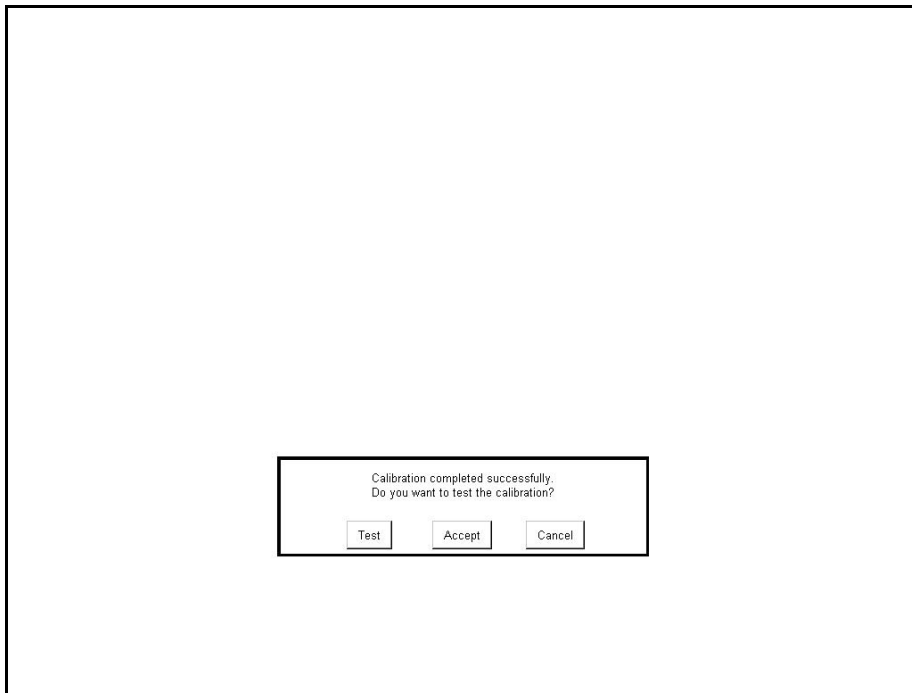 Calibration completed successfully.
Do you want to test the calibration?
Test Accept Cancel